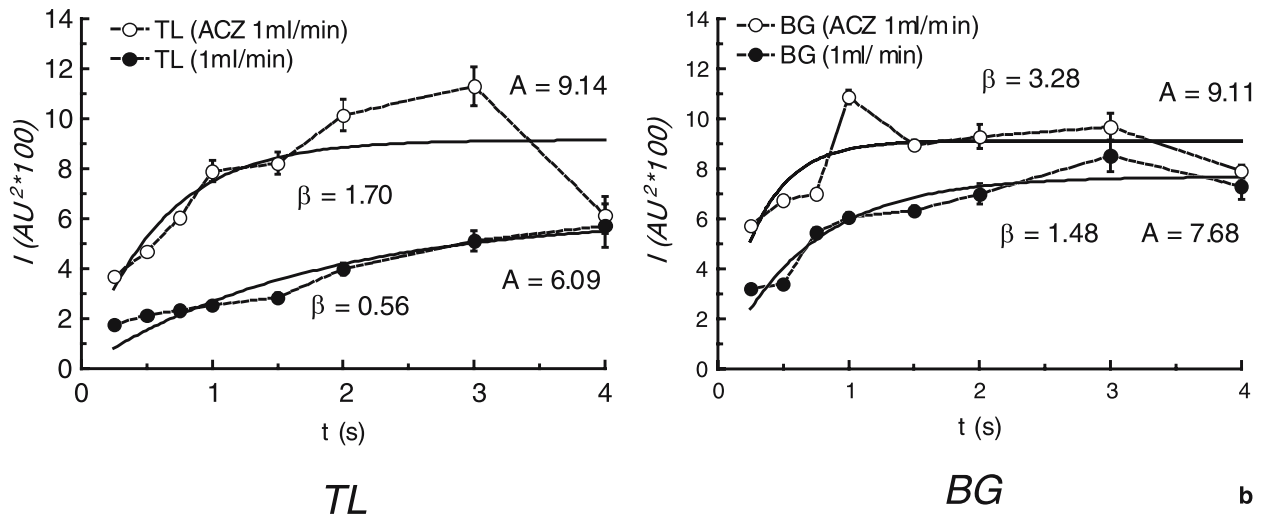 14
12
10
8
6
4
2
0
I (AU²*100)
TL (ACZ 1ml/min)
TL (1ml/min)
A = 9.14
β = 1.70
A = 6.09
β = 0.56
0 1 2 3 4
t (s)
TL
14
12
10
8
6
4
2
0
I (AU²*100)
BG (ACZ 1ml/min)
BG (1ml/ min)
β = 3.28
A = 9.11
β = 1.48 A = 7.68
0 1 2 3 4
t (s)
BG
b